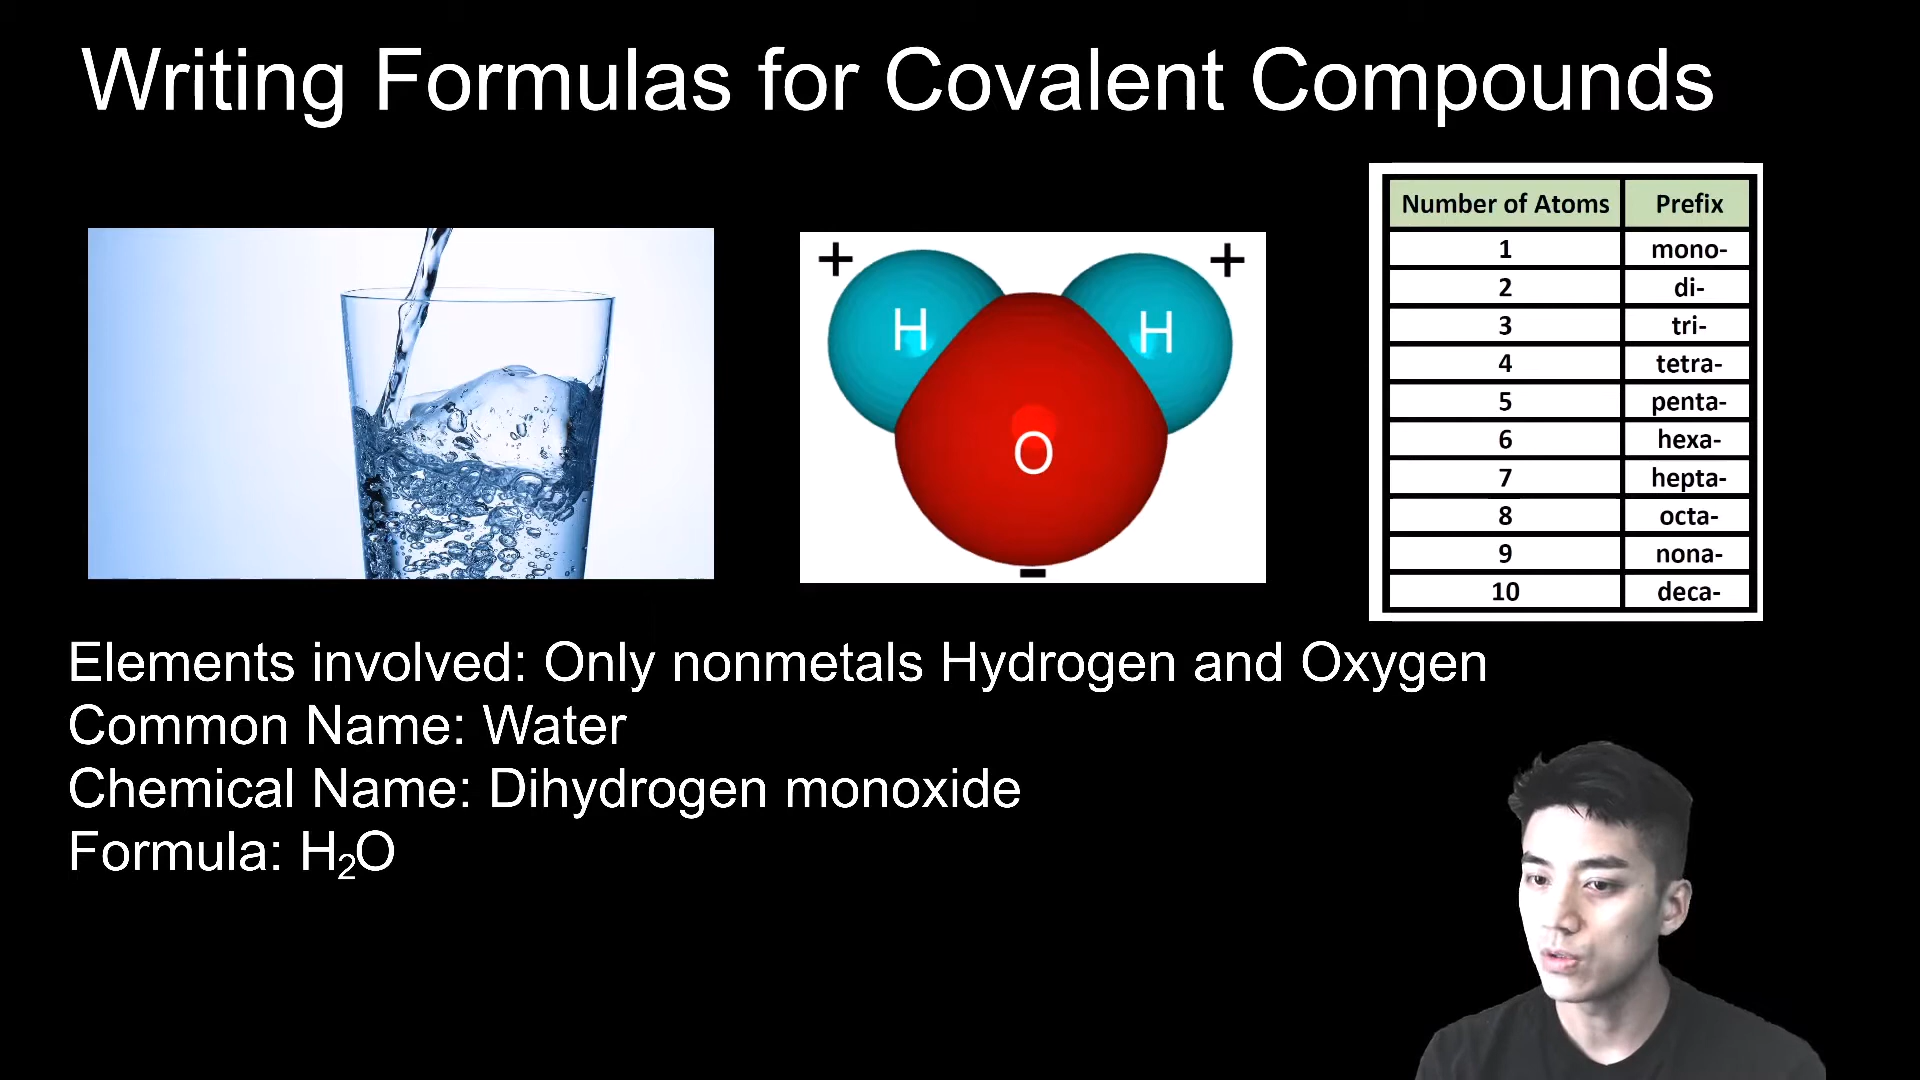 Writing Formulas for Covalent Compounds
+ +
H H
O
-
Number of Atoms Prefix
1 mono-
2 di-
3 tri-
4 tetra-
5 penta-
6 hexa-
7 hepta-
8 octa-
9 nona-
10 deca-
Elements involved: Only nonmetals Hydrogen and Oxygen
Common Name: Water
Chemical Name: Dihydrogen monoxide
Formula: H₂O